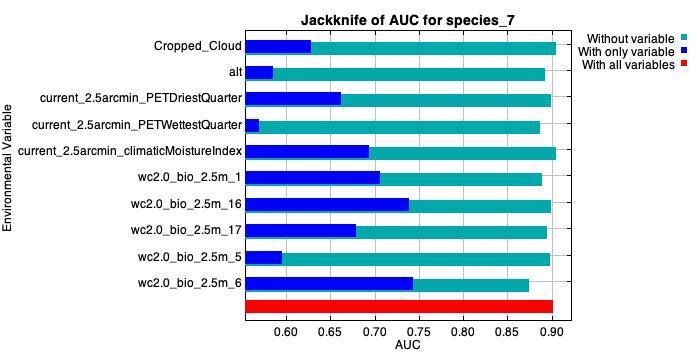 Jackknife of AUC for species_7
Without variable
With only variable
With all variables
Environmental Variable
Cropped_Cloud
alt
current_2.5arcmin_PETDriestQuarter
current_2.5arcmin_PETWettestQuarter
current_2.5arcmin_climaticMoistureIndex
wc2.0_bio_2.5m_1
wc2.0_bio_2.5m_16
wc2.0_bio_2.5m_17
wc2.0_bio_2.5m_5
wc2.0_bio_2.5m_6
0.60 0.65 0.70 0.75 0.80 0.85 0.90
AUC